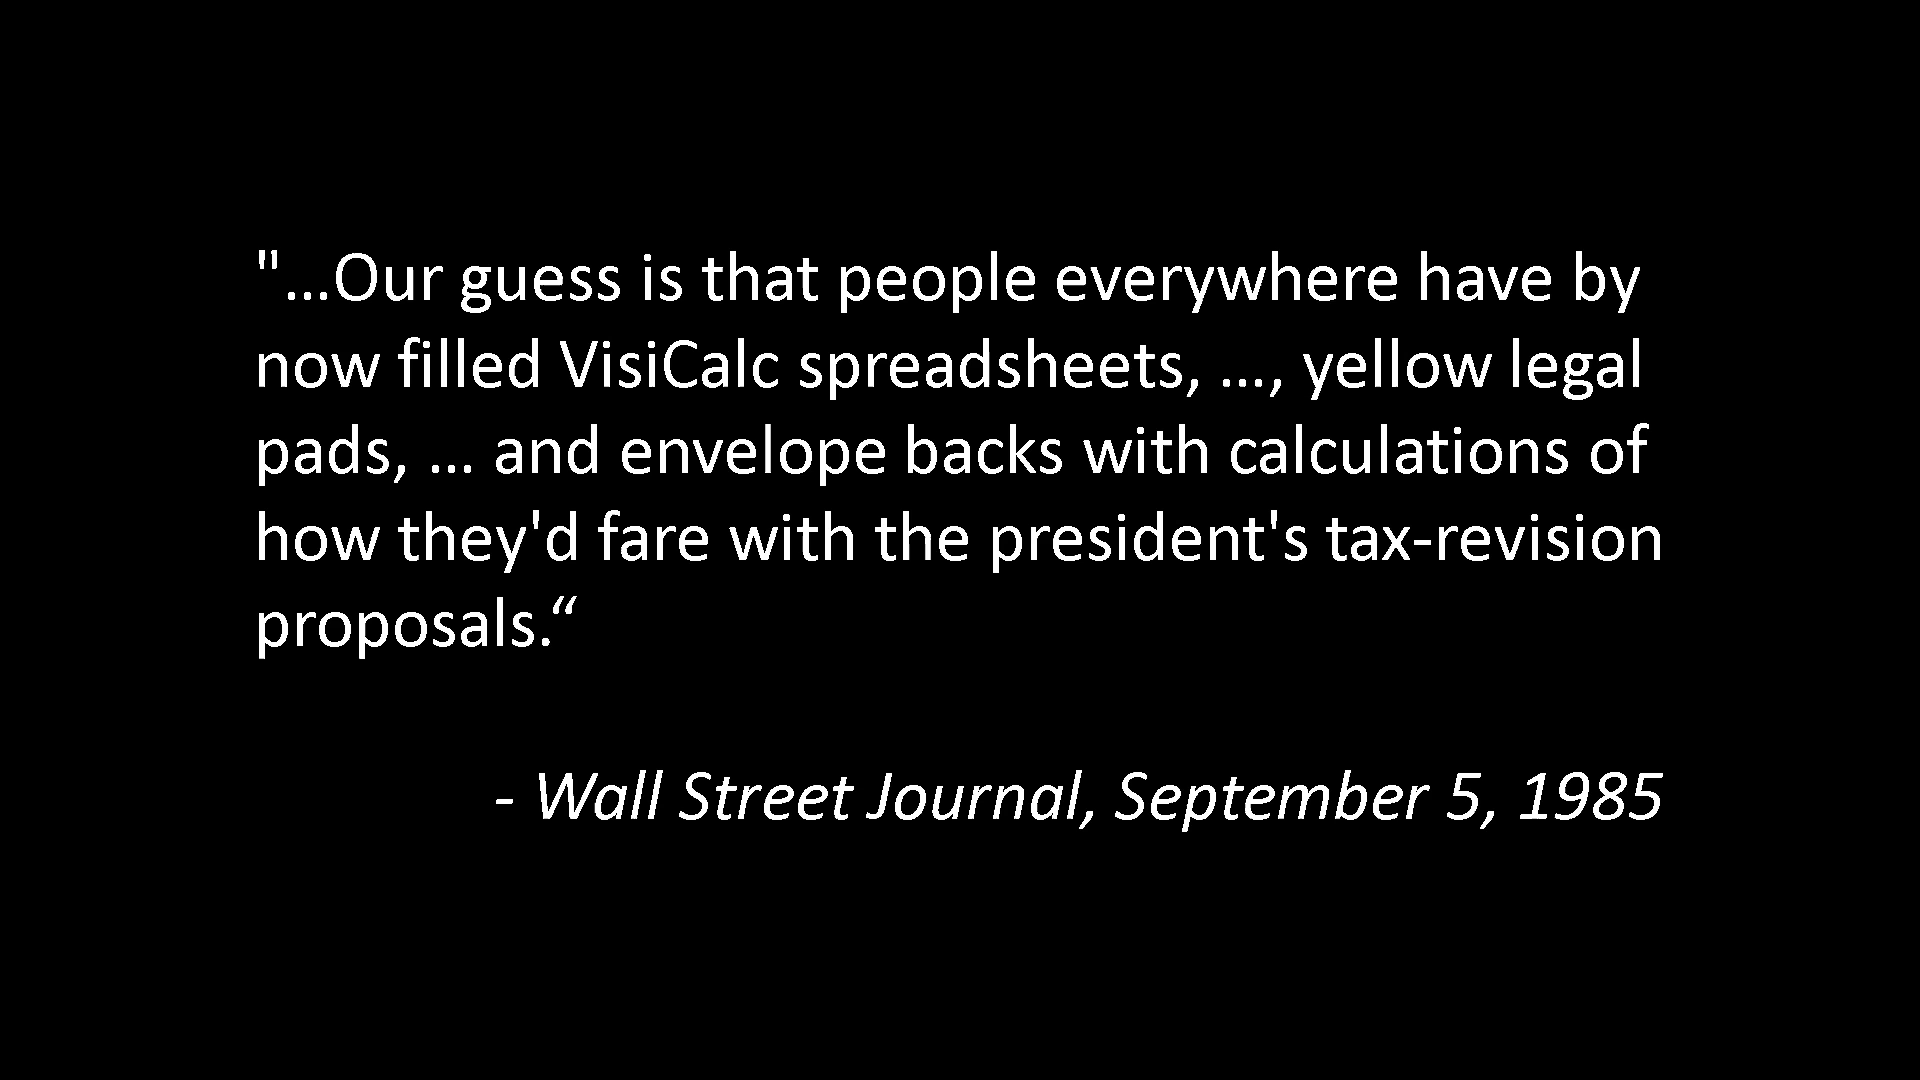 "…Our guess is that people everywhere have by
now filled VisiCalc spreadsheets, …, yellow legal
pads, … and envelope backs with calculations of
how they'd fare with the president's tax-revision
proposals.“
- Wall Street Journal, September 5, 1985